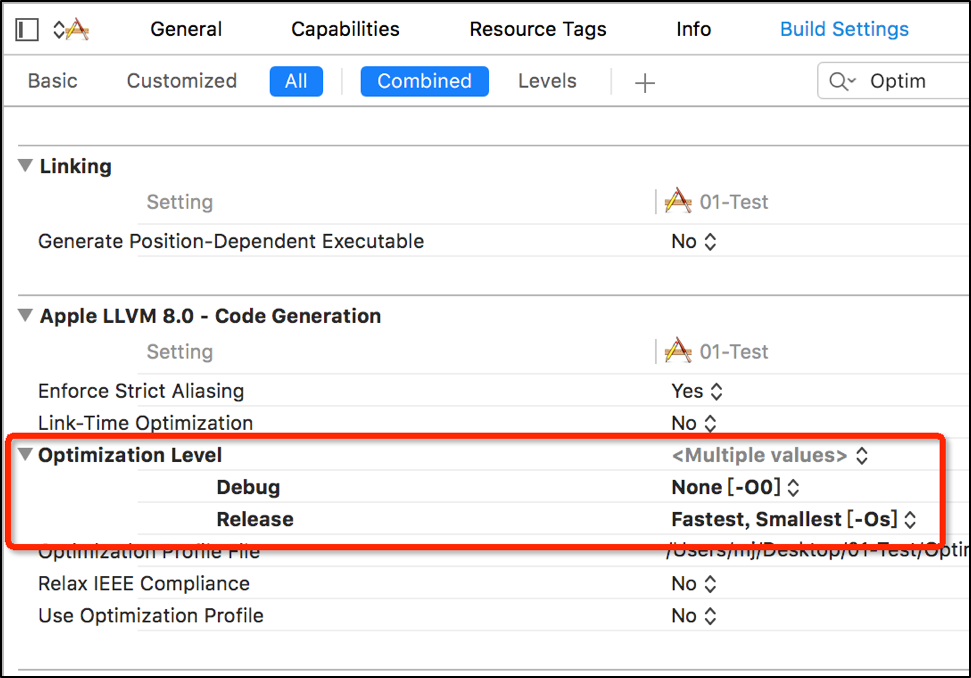 General Capabilities Resource Tags Info Build Settings
Basic Customized All Combined Levels Optim
Linking
Setting 01-Test
Generate Position-Dependent Executable No
Apple LLVM 8.0 - Code Generation
Setting 01-Test
Enforce Strict Aliasing Yes
Link-Time Optimization No
Optimization Level <Multiple values>
Debug None [-O0]
Release Fastest, Smallest [-Os]
Optimization Profile File /Users/mj/Desktop/01-Test/Optin
Relax IEEE Compliance No
Use Optimization Profile No